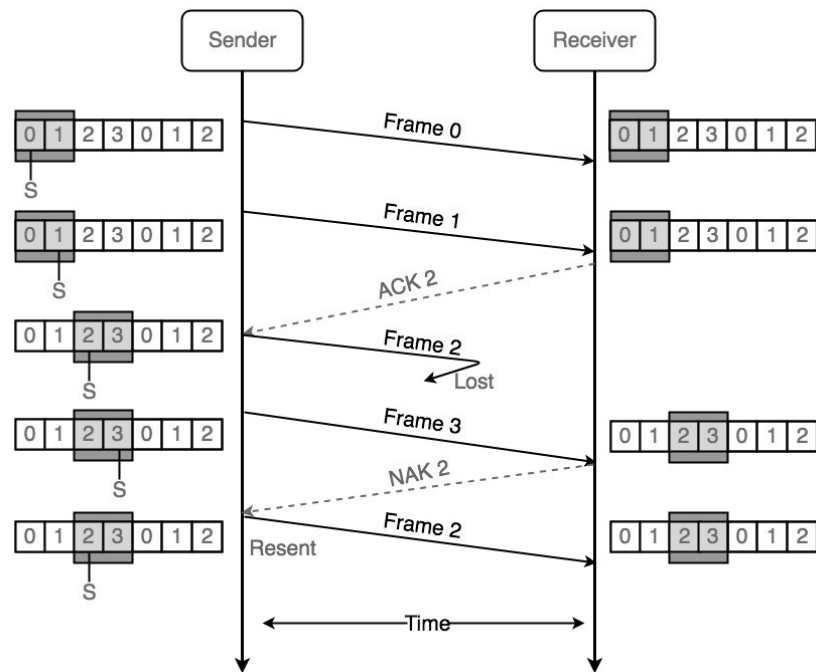 Sender
Receiver
0 1 2 3 0 1 2
Frame 0
0 1 2 3 0 1 2
S
0 1 2 3 0 1 2
Frame 1
0 1 2 3 0 1 2
S
ACK 2
0 1 2 3 0 1 2
Frame 2
Lost
S
0 1 2 3 0 1 2
Frame 3
0 1 2 3 0 1 2
S
NAK 2
0 1 2 3 0 1 2
Frame 2
0 1 2 3 0 1 2
Resent
S
Time